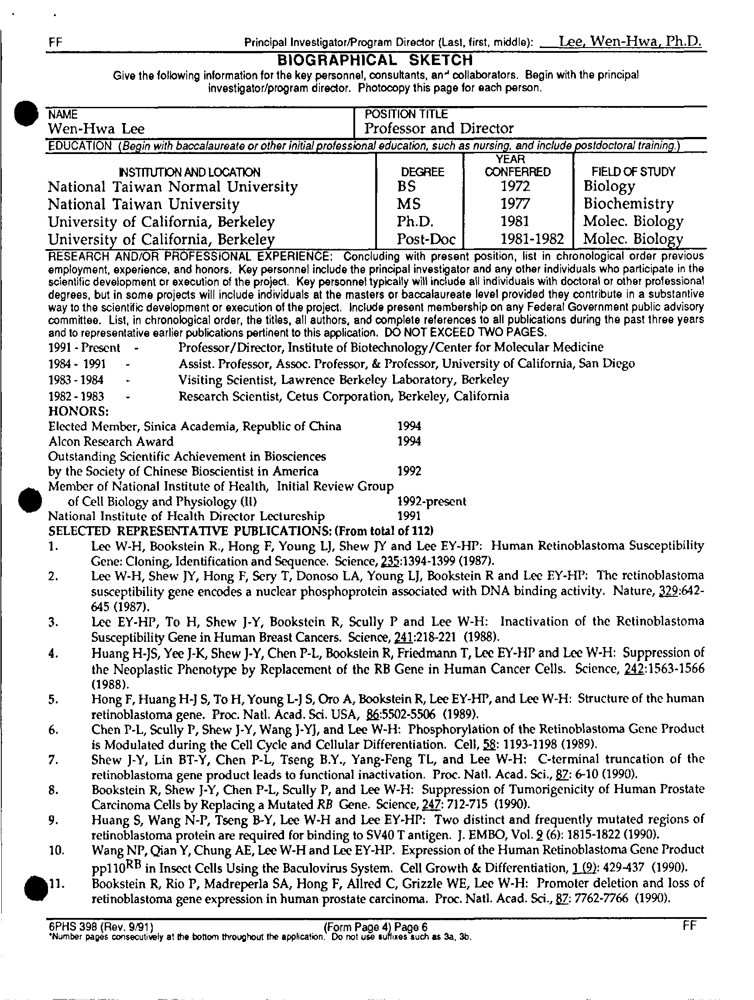 FF Principal Investigator/Program Director (Last, first, middle): Lee, Wen-Hwa, Ph.D.
BIOGRAPHICAL SKETCH
Give the following information for the key personnel, consultants, and collaborators. Begin with the principal
investigator/program director. Photocopy this page for each person.
NAME POSITION TITLE
Wen-Hwa Lee Professor and Director
EDUCATION (Begin with baccalaureate or other initial professional education, such as nursing, and include postdoctoral training.)
INSTITUTION AND LOCATION DEGREE YEAR CONFERRED FIELD OF STUDY
National Taiwan Normal University BS 1972 Biology
National Taiwan University MS 1977 Biochemistry
University of California, Berkeley Ph.D. 1981 Molec. Biology
University of California, Berkeley Post-Doc 1981-1982 Molec. Biology
RESEARCH AND/OR PROFESSIONAL EXPERIENCE: Concluding with present position, list in chronological order previous
employment, experience, and honors. Key personnel include the principal investigator and any other individuals who participate in the
scientific development or execution of the project. Key personnel typically will include all individuals with doctoral or other professional
degrees, but in some projects will include individuals at the masters or baccalaureate level provided they contribute in a substantive
way to the scientific development or execution of the project. Include present membership on any Federal Government public advisory
committee. List, in chronological order, the titles, all authors, and complete references to all publications during the past three years
and to representative earlier publications pertinent to this application. DO NOT EXCEED TWO PAGES.
1991 - Present - Professor/Director, Institute of Biotechnology/Center for Molecular Medicine
1984 - 1991 - Assist. Professor, Assoc. Professor, & Professor, University of California, San Diego
1983 - 1984 - Visiting Scientist, Lawrence Berkeley Laboratory, Berkeley
1982 - 1983 - Research Scientist, Cetus Corporation, Berkeley, California
HONORS:
Elected Member, Sinica Academia, Republic of China 1994
Alcon Research Award 1994
Outstanding Scientific Achievement in Biosciences
by the Society of Chinese Bioscientist in America 1992
Member of National Institute of Health, Initial Review Group
of Cell Biology and Physiology (II) 1992-present
National Institute of Health Director Lectureship 1991
SELECTED REPRESENTATIVE PUBLICATIONS: (From total of 112)
1. Lee W-H, Bookstein R., Hong F, Young LJ, Shew JY and Lee EY-HP: Human Retinoblastoma Susceptibility
Gene: Cloning, Identification and Sequence. Science, 235:1394-1399 (1987).
2. Lee W-H, Shew JY, Hong F, Sery T, Donoso LA, Young LJ, Bookstein R and Lee EY-HP: The retinoblastoma
susceptibility gene encodes a nuclear phosphoprotein associated with DNA binding activity. Nature, 329:642-
645 (1987).
3. Lee EY-HP, To H, Shew J-Y, Bookstein R, Scully P and Lee W-H: Inactivation of the Retinoblastoma
Susceptibility Gene in Human Breast Cancers. Science, 241:218-221 (1988).
4. Huang H-JS, Yee J-K, Shew J-Y, Chen P-L, Bookstein R, Friedmann T, Lee EY-HP and Lee W-H: Suppression of
the Neoplastic Phenotype by Replacement of the RB Gene in Human Cancer Cells. Science, 242:1563-1566
(1988).
5. Hong F, Huang H-J S, To H, Young L-J S, Oro A, Bookstein R, Lee EY-HP, and Lee W-H: Structure of the human
retinoblastoma gene. Proc. Natl. Acad. Sci. USA, 86:5502-5506 (1989).
6. Chen P-L, Scully P, Shew J-Y, Wang J-YJ, and Lee W-H: Phosphorylation of the Retinoblastoma Gene Product
is Modulated during the Cell Cycle and Cellular Differentiation. Cell, 58: 1193-1198 (1989).
7. Shew J-Y, Lin BT-Y, Chen P-L, Tseng B.Y., Yang-Feng TL, and Lee W-H: C-terminal truncation of the
retinoblastoma gene product leads to functional inactivation. Proc. Natl. Acad. Sci., 87: 6-10 (1990).
8. Bookstein R, Shew J-Y, Chen P-L, Scully P, and Lee W-H: Suppression of Tumorigenicity of Human Prostate
Carcinoma Cells by Replacing a Mutated RB Gene. Science, 247: 712-715 (1990).
9. Huang S, Wang N-P, Tseng B-Y, Lee W-H and Lee EY-HP: Two distinct and frequently mutated regions of
retinoblastoma protein are required for binding to SV40 T antigen. J. EMBO, Vol. 9 (6): 1815-1822 (1990).
10. Wang NP, Qian Y, Chung AE, Lee W-H and Lee EY-HP. Expression of the Human Retinoblastoma Gene Product
pp110RB in Insect Cells Using the Baculovirus System. Cell Growth & Differentiation, 1 (9): 429-437 (1990).
11. Bookstein R, Rio P, Madreperla SA, Hong F, Allred C, Grizzle WE, Lee W-H: Promoter deletion and loss of
retinoblastoma gene expression in human prostate carcinoma. Proc. Natl. Acad. Sci., 87: 7762-7766 (1990).
6PHS 398 (Rev. 9/91) (Form Page 4) Page 6 FF
*Number pages consecutively at the bottom throughout the application. Do not use suffixes such as 3a, 3b.